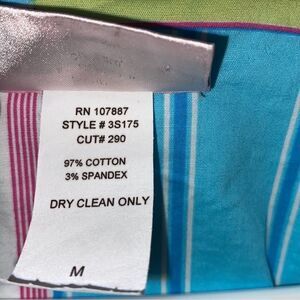 RN 107887
STYLE # 3S175
CUT# 290
97% COTTON
3% SPANDEX
DRY CLEAN ONLY
M